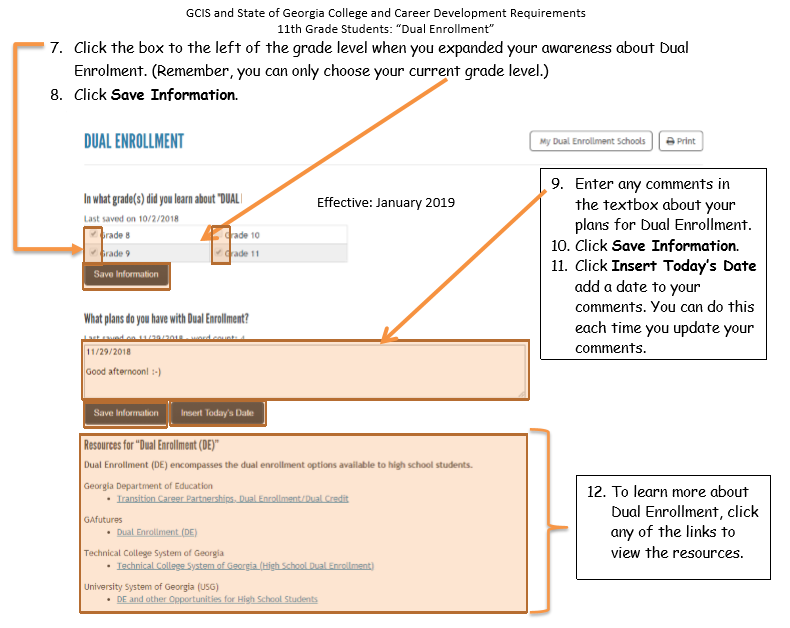 GCIS and State of Georgia College and Career Development Requirements
11th Grade Students: “Dual Enrollment”
7. Click the box to the left of the grade level when you expanded your awareness about Dual
Enrolment. (Remember, you can only choose your current grade level.)
8. Click Save Information.
DUAL ENROLLMENT
My Dual Enrollment Schools
Print
In what grade(s) did you learn about "DUAL
Effective: January 2019
Last saved on 10/2/2018
Grade 8
Grade 10
Grade 9
Grade 11
Save Information
9. Enter any comments in
the textbox about your
plans for Dual Enrollment.
10. Click Save Information.
11. Click Insert Today’s Date
add a date to your
comments. You can do this
each time you update your
comments.
What plans do you have with Dual Enrollment?
Last saved on 11/29/2018 - word count: 4
11/29/2018
Good afternoon! :-)
Save Information
Insert Today's Date
Resources for "Dual Enrollment (DE)"
Dual Enrollment (DE) encompasses the dual enrollment options available to high school students.
Georgia Department of Education
• Transition Career Partnerships, Dual Enrollment/Dual Credit
GAfutures
• Dual Enrollment (DE)
Technical College System of Georgia
• Technical College System of Georgia (High School Dual Enrollment)
University System of Georgia (USG)
• DE and other Opportunities for High School Students
12. To learn more about
Dual Enrollment, click
any of the links to
view the resources.